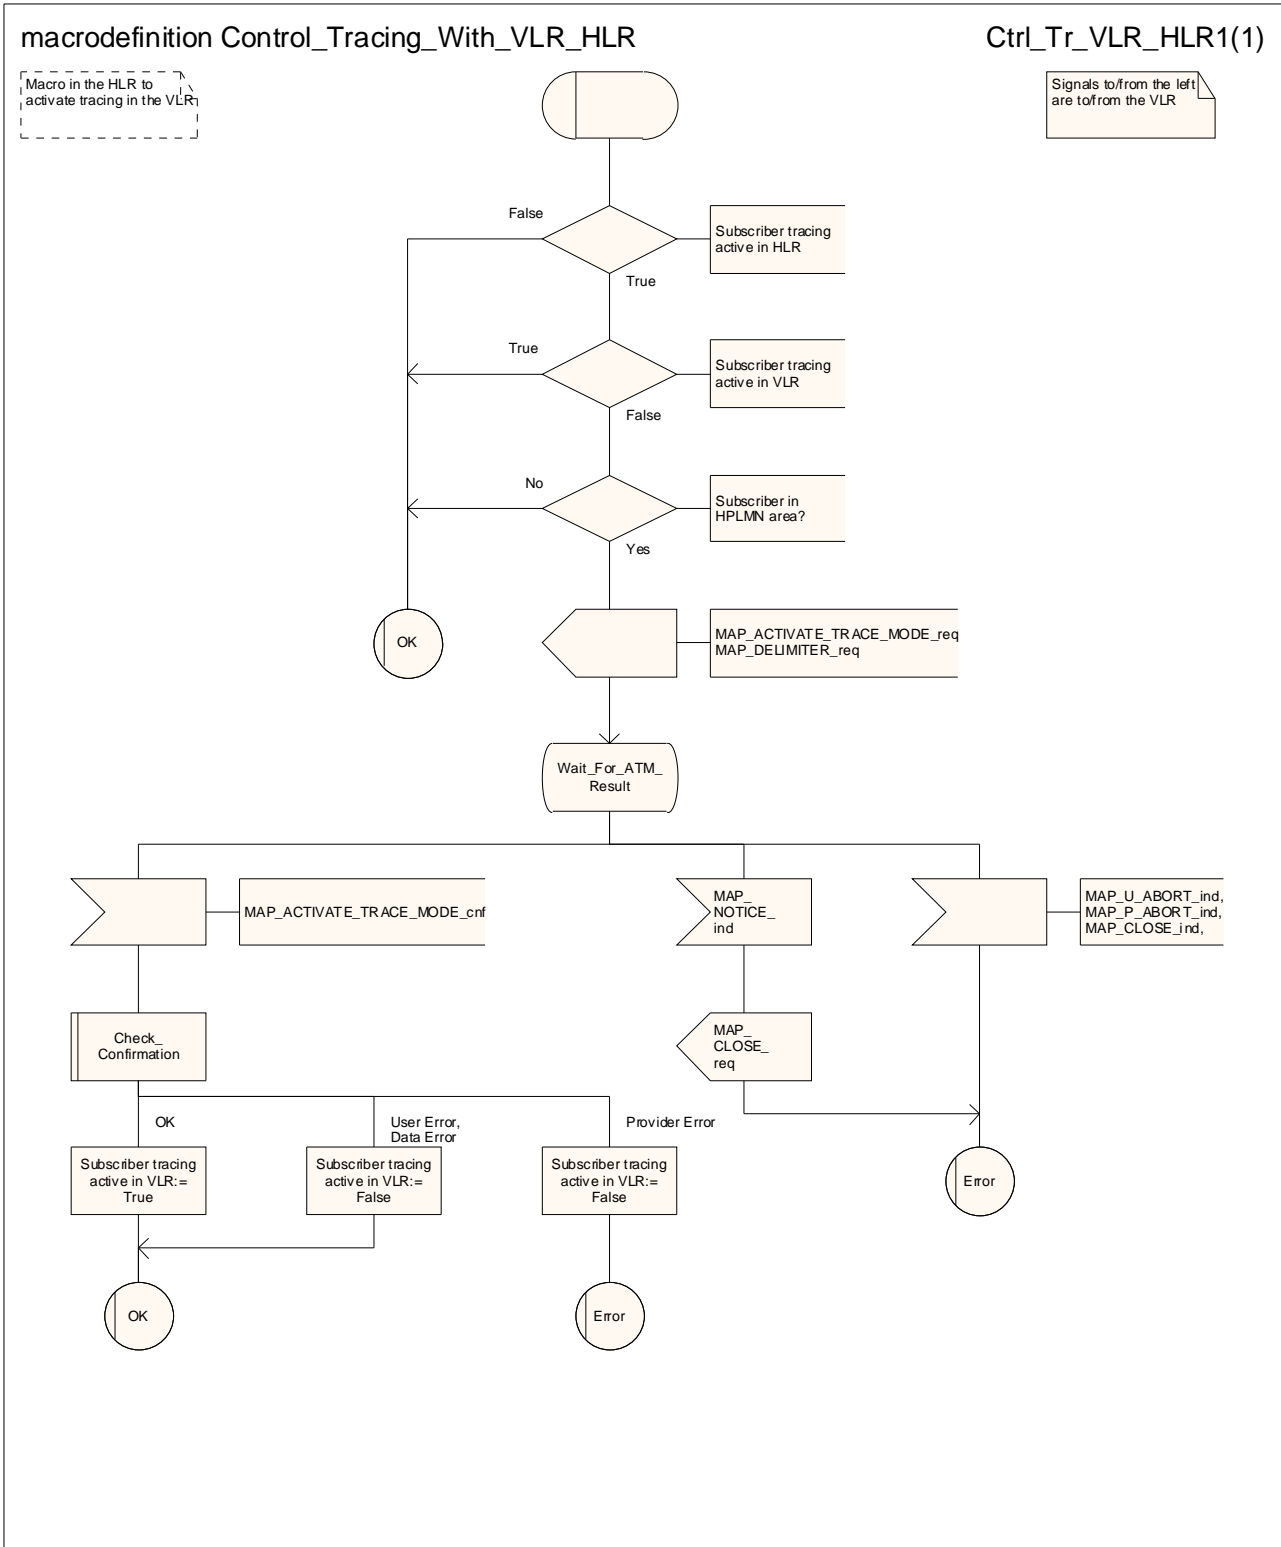 macrodefinition Control_Tracing_With_VLR_HLR
Ctrl_Tr_VLR_HLR1(1)
Macro in the HLR to
activate tracing in the VLR
Signals to/from the left
are to/from the VLR
False
Subscriber tracing
active in HLR
True
True
Subscriber tracing
active in VLR
False
No
Subscriber in
HPLMN area?
Yes
OK
MAP_ACTIVATE_TRACE_MODE_req
MAP_DELIMITER_req
Wait_For_ATM_
Result
MAP_ACTIVATE_TRACE_MODE_cnf
MAP_
NOTICE_
ind
MAP_U_ABORT_ind,
MAP_P_ABORT_ind,
MAP_CLOSE_ind,
Check_
Confirmation
MAP_
CLOSE_
req
OK
User Error,
Data Error
Provider Error
Subscriber tracing
active in VLR:=
True
Subscriber tracing
active in VLR:=
False
Subscriber tracing
active in VLR:=
False
Error
OK
Error